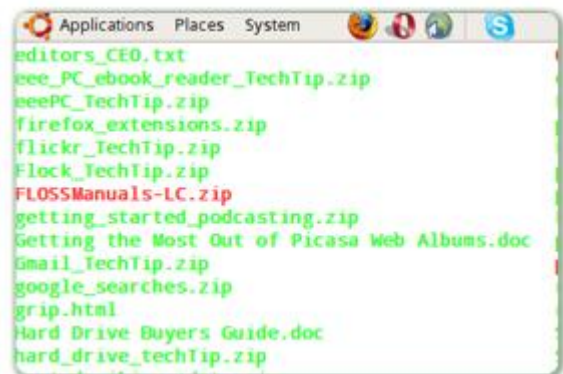 Applications Places System
editors_CEO.txt
eee_PC_ebook_reader_TechTip.zip
eeePC_TechTip.zip
firefox_extensions.zip
flickr_TechTip.zip
Flock_TechTip.zip
FLOSSManuals-LC.zip
getting_started_podcasting.zip
Getting the Most Out of Picasa Web Albums.doc
Gmail_TechTip.zip
google_searches.zip
grip.html
Hard Drive Buyers Guide.doc
hard_drive_techTip.zip